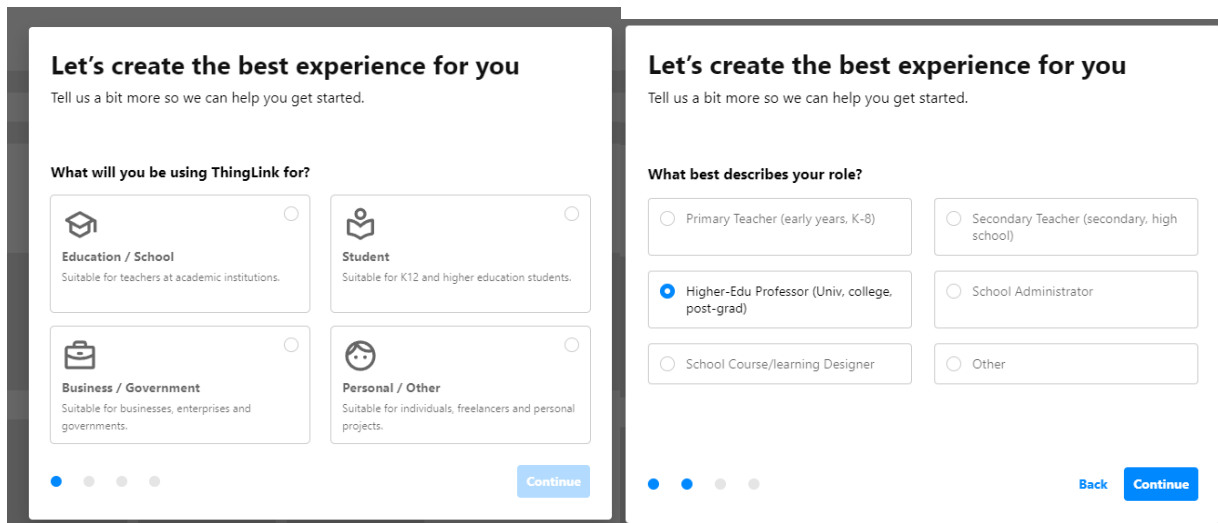 Let's create the best experience for you
Tell us a bit more so we can help you get started.
What will you be using ThingLink for?
Education / School
Suitable for teachers at academic institutions.
Student
Suitable for K12 and higher education students.
Business / Government
Suitable for businesses, enterprises and
governments.
Personal / Other
Suitable for individuals, freelancers and personal
projects.
Continue
Let's create the best experience for you
Tell us a bit more so we can help you get started.
What best describes your role?
Primary Teacher (early years, K-8)
Secondary Teacher (secondary, high
school)
Higher-Edu Professor (Univ, college,
post-grad)
School Administrator
School Course/learning Designer
Other
Back
Continue